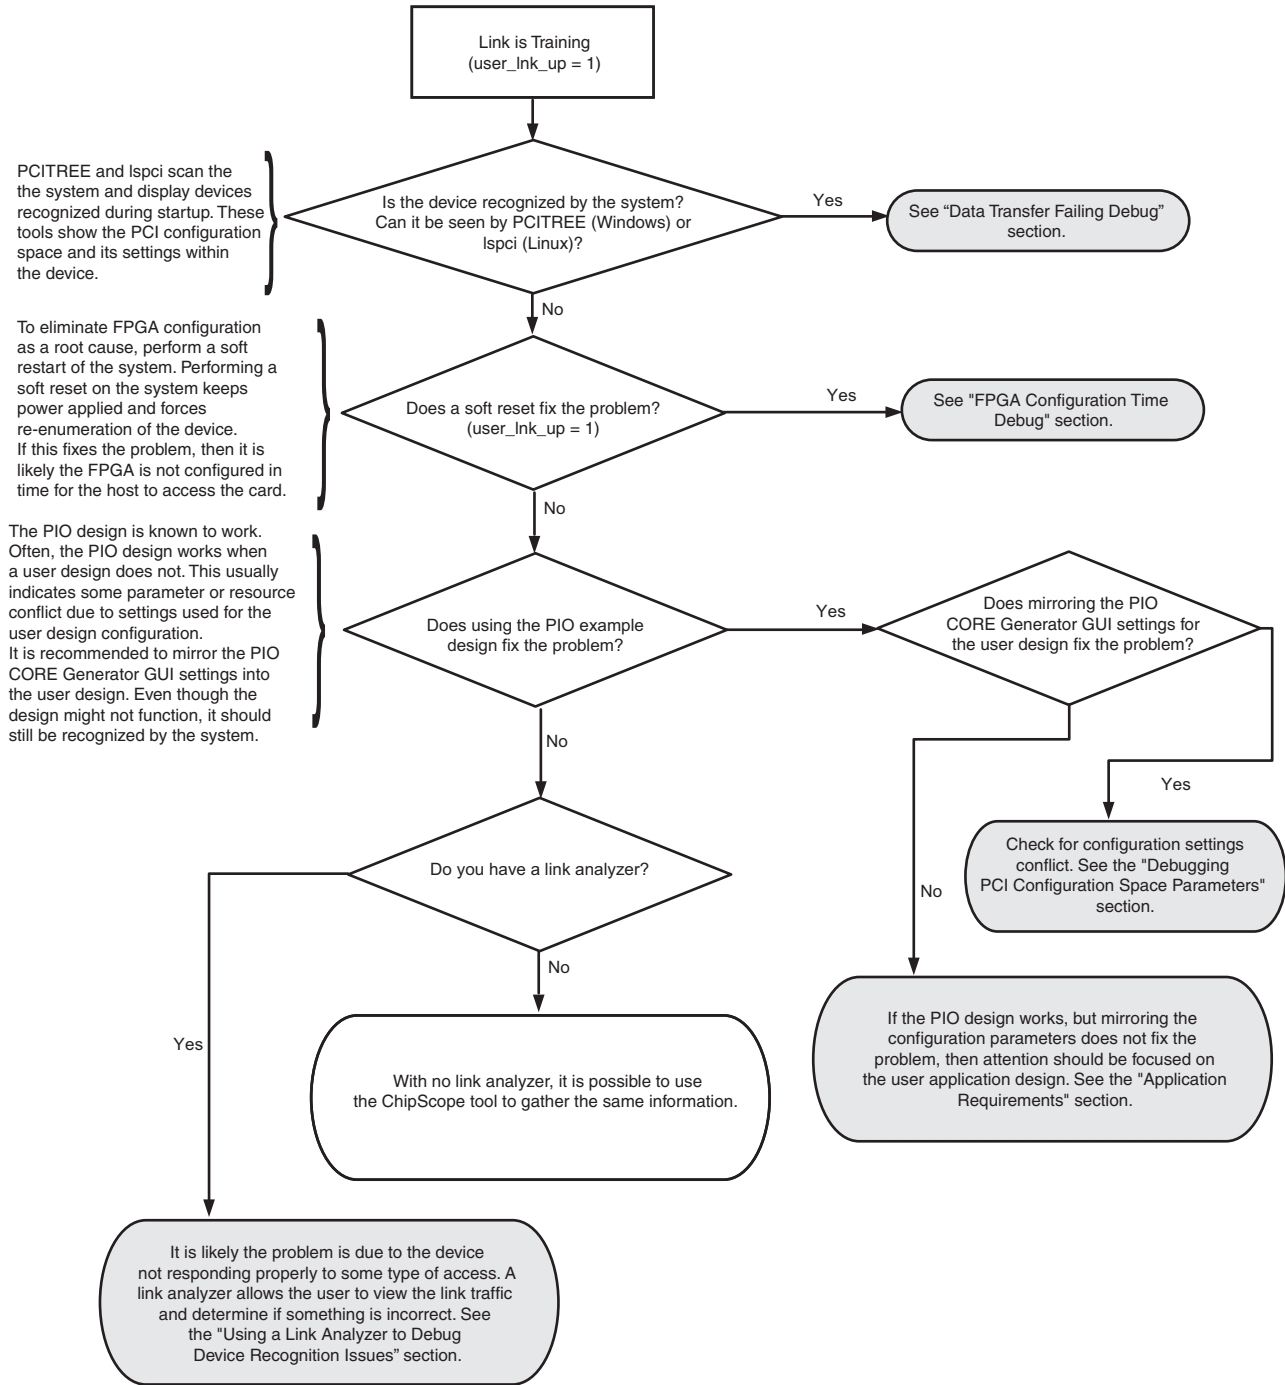 Link is Training
(user_lnk_up = 1)
PCITREE and lspci scan the
the system and display devices
recognized during startup. These
tools show the PCI configuration
space and its settings within
the device.
Is the device recognized by the system?
Can it be seen by PCITREE (Windows) or
lspci (Linux)?
Yes
See “Data Transfer Failing Debug”
section.
No
To eliminate FPGA configuration
as a root cause, perform a soft
restart of the system. Performing a
soft reset on the system keeps
power applied and forces
re-enumeration of the device.
If this fixes the problem, then it is
likely the FPGA is not configured in
time for the host to access the card.
Does a soft reset fix the problem?
(user_lnk_up = 1)
Yes
See "FPGA Configuration Time
Debug" section.
No
The PIO design is known to work.
Often, the PIO design works when
a user design does not. This usually
indicates some parameter or resource
conflict due to settings used for the
user design configuration.
It is recommended to mirror the PIO
CORE Generator GUI settings into
the user design. Even though the
design might not function, it should
still be recognized by the system.
Does using the PIO example
design fix the problem?
Yes
Does mirroring the PIO
CORE Generator GUI settings for
the user design fix the problem?
No
Yes
Check for configuration settings
conflict. See the "Debugging
PCI Configuration Space Parameters"
section.
Do you have a link analyzer?
No
No
If the PIO design works, but mirroring the
configuration parameters does not fix the
problem, then attention should be focused on
the user application design. See the "Application
Requirements" section.
Yes
With no link analyzer, it is possible to use
the ChipScope tool to gather the same information.
It is likely the problem is due to the device
not responding properly to some type of access. A
link analyzer allows the user to view the link traffic
and determine if something is incorrect. See
the "Using a Link Analyzer to Debug
Device Recognition Issues” section.